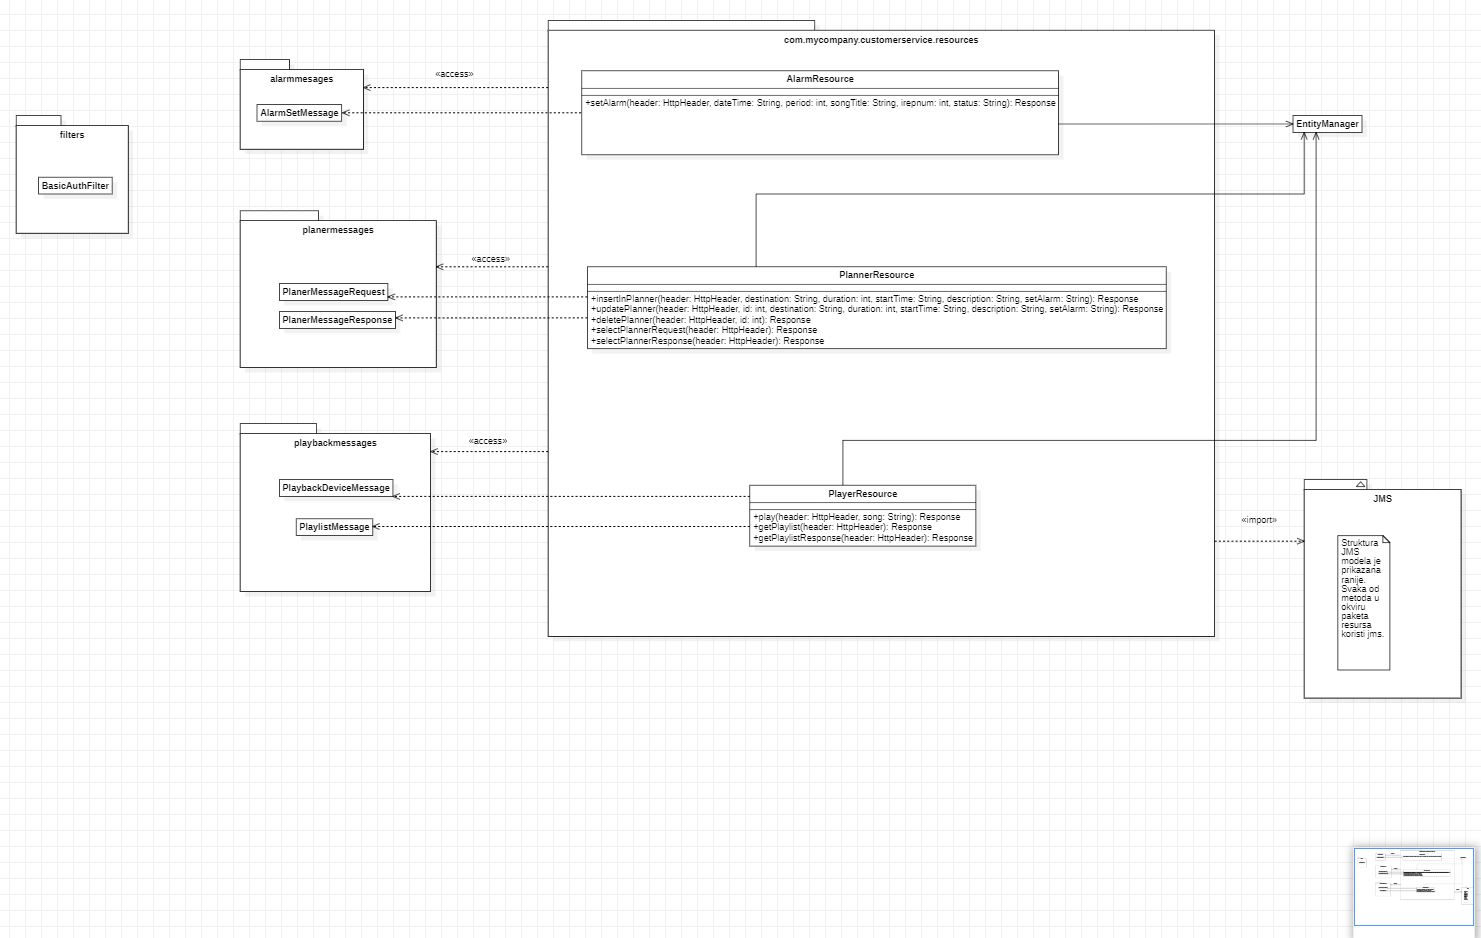 com.mycompany.customerservice.resources
alarmmesages
AlarmSetMessage
«access»
AlarmResource
+setAlarm(header: HttpHeader, dateTime: String, period: int, songTitle: String, irepnum: int, status: String): Response
EntityManager
filters
BasicAuthFilter
planermessages
PlanerMessageRequest
PlanerMessageResponse
«access»
PlannerResource
+insertInPlanner(header: HttpHeader, destination: String, duration: int, startTime: String, description: String, setAlarm: String): Response
+updatePlanner(header: HttpHeader, id: int, destination: String, duration: int, startTime: String, description: String, setAlarm: String): Response
+deletePlanner(header: HttpHeader, id: int): Response
+selectPlannerRequest(header: HttpHeader): Response
+selectPlannerResponse(header: HttpHeader): Response
playbackmessages
PlaybackDeviceMessage
PlaylistMessage
«access»
PlayerResource
+play(header: HttpHeader, song: String): Response
+getPlaylist(header: HttpHeader): Response
+getPlaylistResponse(header: HttpHeader): Response
«import»
JMS
Struktura
JMS
modela je
prikazana
ranije.
Svaka od
metoda u
okviru
paketa
resursa
koristi jms.